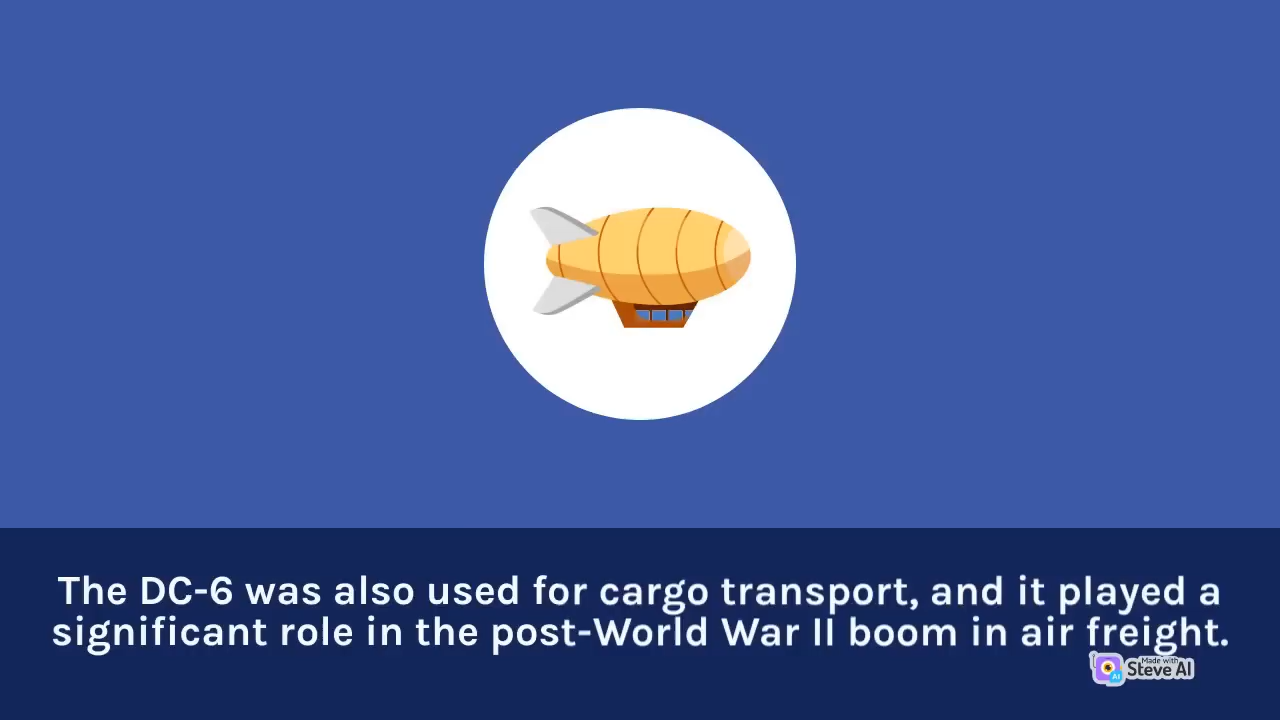 The DC-6 was also used for cargo transport, and it played a
significant role in the post-World War II boom in air freight.
Made with
AI Steve AI